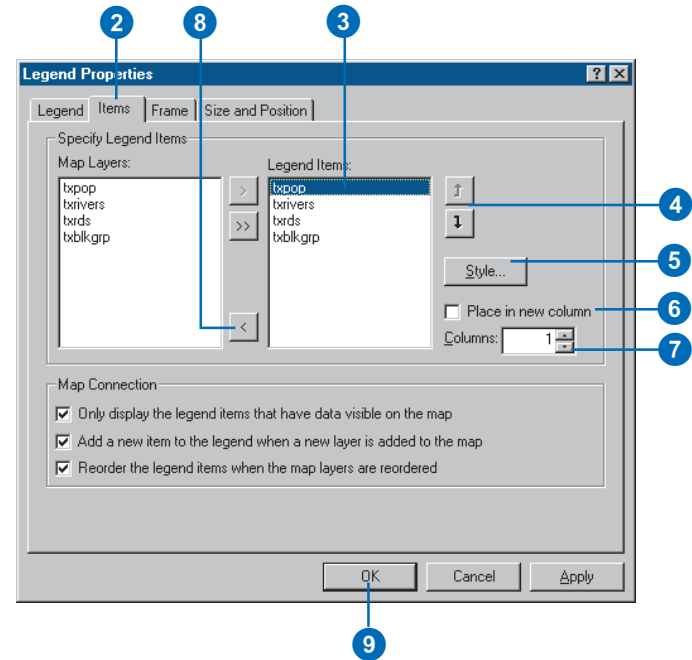 2 8 3
Legend Properties ? ×
Legend Items Frame Size and Position
Specify Legend Items
Map Layers: Legend Items:
txpop > txpop
txrivers txrivers
txrds >> txrds 4
txblkgrp txblkgrp
Style... 5
Place in new column 6
< Columns: 1 7
Map Connection
Only display the legend items that have data visible on the map
Add a new item to the legend when a new layer is added to the map
Reorder the legend items when the map layers are reordered
OK Cancel Apply
9